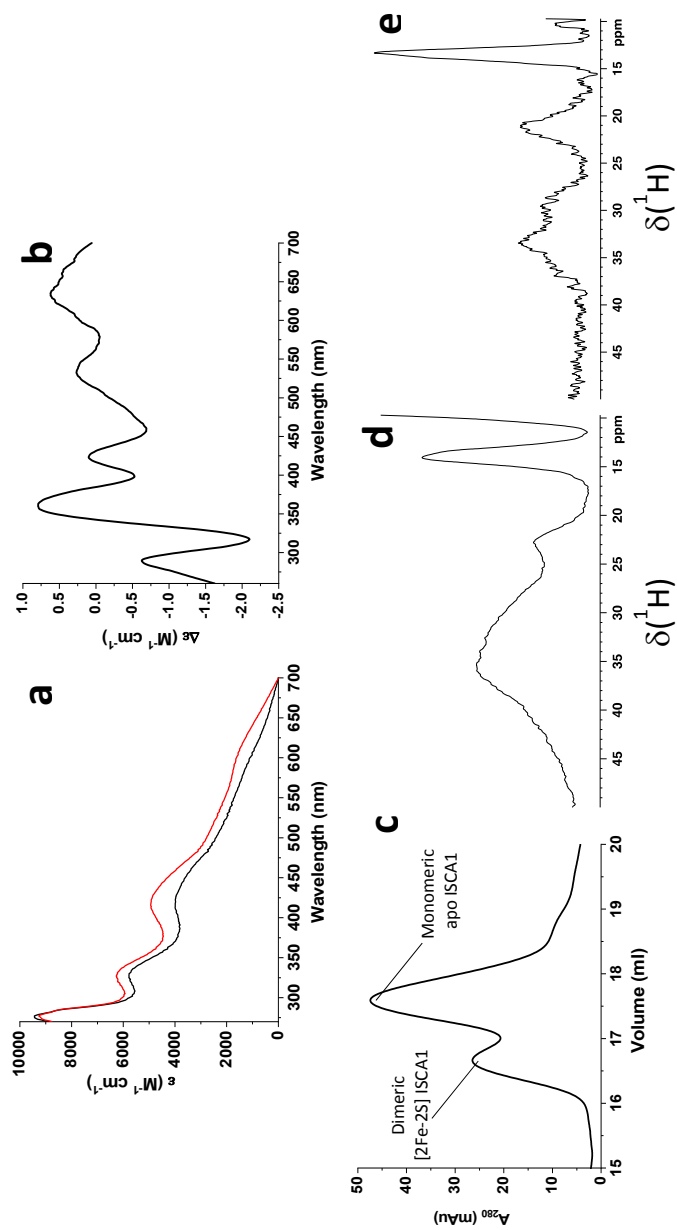 a
10000
8000
6000
4000
2000
0
ε (M-1 cm-1)
300 350 400 450 500 550 600 650 700
Wavelength (nm)
b
1.0
0.5
0.0
-0.5
-1.0
-1.5
-2.0
-2.5
Δε (M-1 cm-1)
300 350 400 450 500 550 600 650 700
Wavelength (nm)
c
50
40
30
20
10
0
A280 (mAu)
Dimeric
[2Fe-2S] ISCA1
Monomeric
apo ISCA1
15 16 17 18 19 20
Volume (ml)
d
45 40 35 30 25 20 15 ppm
δ(1H)
e
45 40 35 30 25 20 15 ppm
δ(1H)